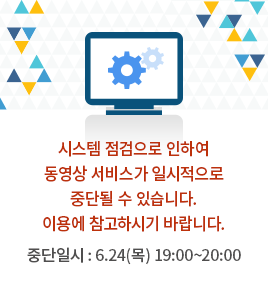 시스템 점검으로 인하여
동영상 서비스가 일시적으로
중단될 수 있습니다.
이용에 참고하시기 바랍니다.
중단일시 : 6.24(목) 19:00~20:00